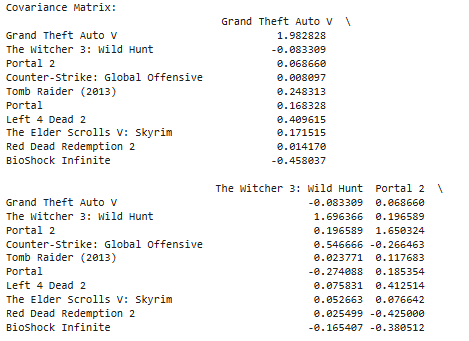 Covariance Matrix:
Grand Theft Auto V \
Grand Theft Auto V 1.982828
The Witcher 3: Wild Hunt -0.083309
Portal 2 0.068660
Counter-Strike: Global Offensive 0.008097
Tomb Raider (2013) 0.248313
Portal 0.168328
Left 4 Dead 2 0.409615
The Elder Scrolls V: Skyrim 0.171515
Red Dead Redemption 2 0.014170
BioShock Infinite -0.458037
The Witcher 3: Wild Hunt Portal 2 \
Grand Theft Auto V -0.083309 0.068660
The Witcher 3: Wild Hunt 1.696366 0.196589
Portal 2 0.196589 1.650324
Counter-Strike: Global Offensive 0.546666 -0.266463
Tomb Raider (2013) 0.023771 0.117683
Portal -0.274088 0.185354
Left 4 Dead 2 0.075831 0.412514
The Elder Scrolls V: Skyrim 0.052663 0.076642
Red Dead Redemption 2 0.025499 -0.425000
BioShock Infinite -0.165407 -0.380512